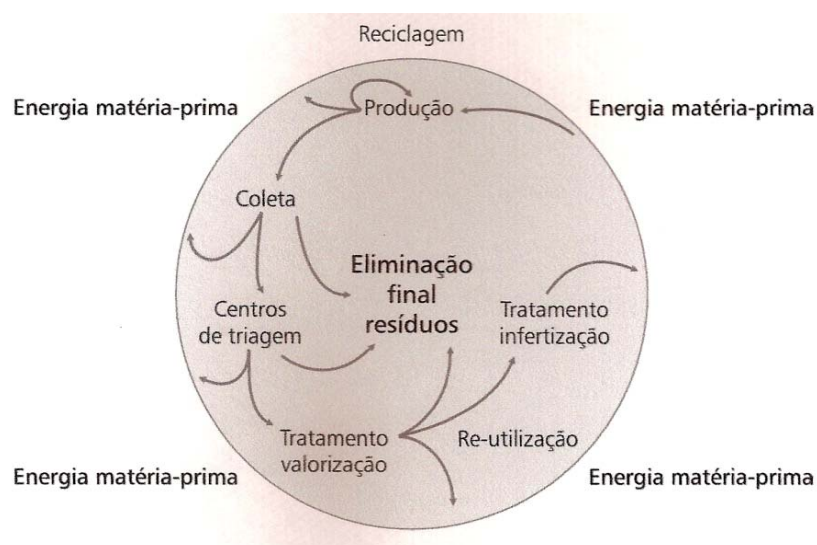 Reciclagem
Energia matéria-prima
Produção
Energia matéria-prima
Coleta
Eliminação
final
resíduos
Centros
de triagem
Tratamento
infertização
Tratamento
valorização
Re-utilização
Energia matéria-prima
Energia matéria-prima